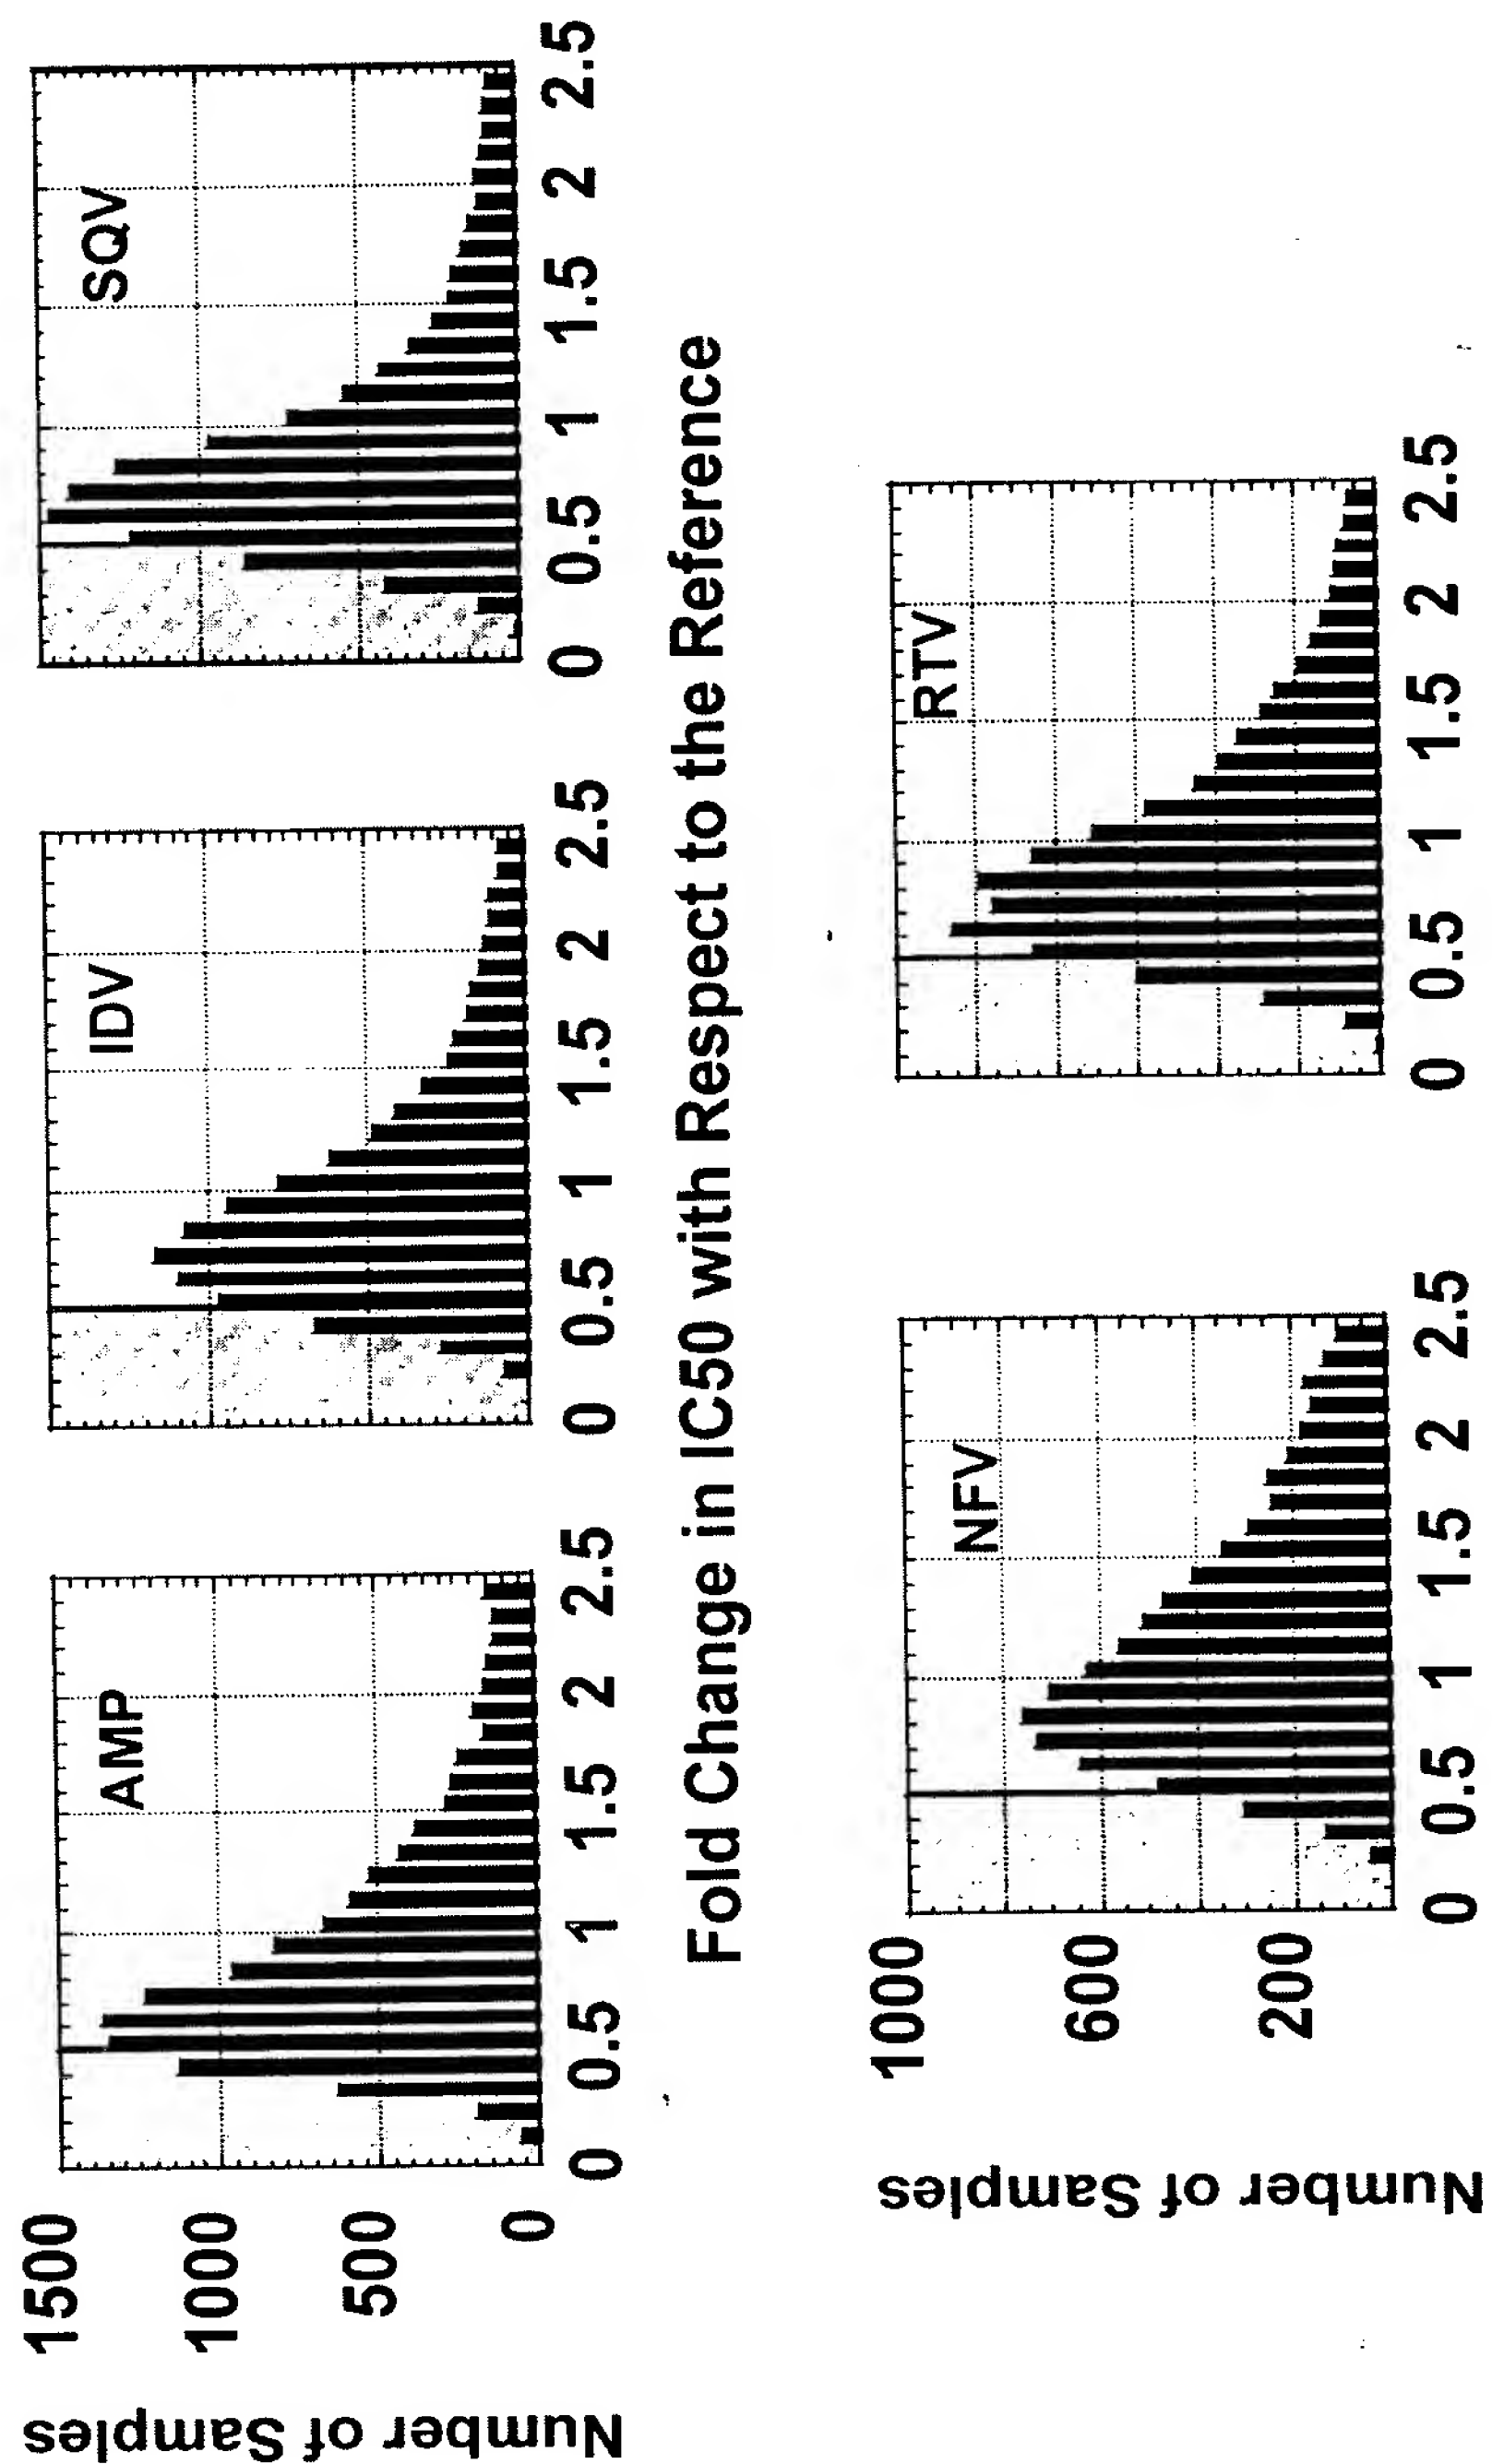 Number of Samples
1500
1000
500
0
AMP
0 0.5 1 1.5 2 2.5
IDV
0 0.5 1 1.5 2 2.5
SQV
0 0.5 1 1.5 2 2.5
Fold Change in IC50 with Respect to the Reference
Number of Samples
1000
600
200
NFV
0 0.5 1 1.5 2 2.5
RTV
0 0.5 1 1.5 2 2.5